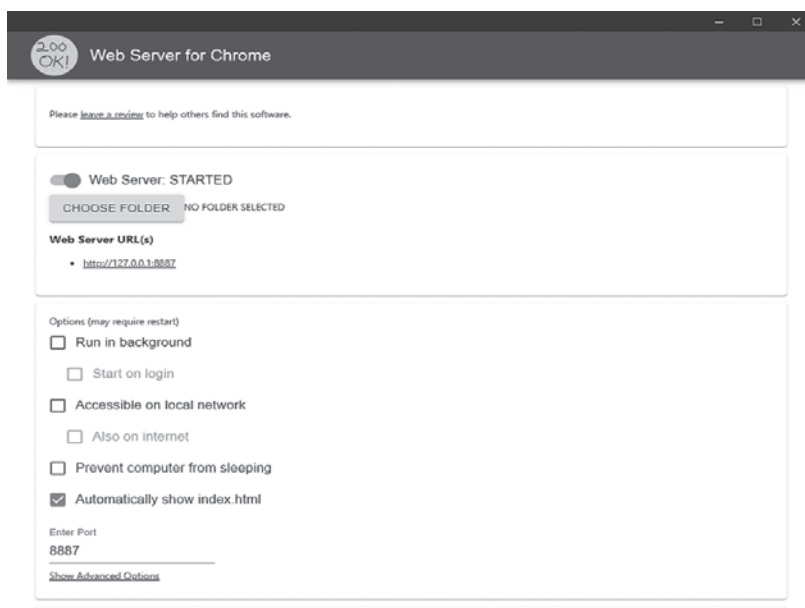 200
OK!
Web Server for Chrome
Please leave a review to help others find this software.
Web Server: STARTED
CHOOSE FOLDER NO FOLDER SELECTED
Web Server URL(s)
http://127.0.0.1:8887
Options (may require restart)
Run in background
Start on login
Accessible on local network
Also on internet
Prevent computer from sleeping
Automatically show index.html
Enter Port
8887
Show Advanced Options